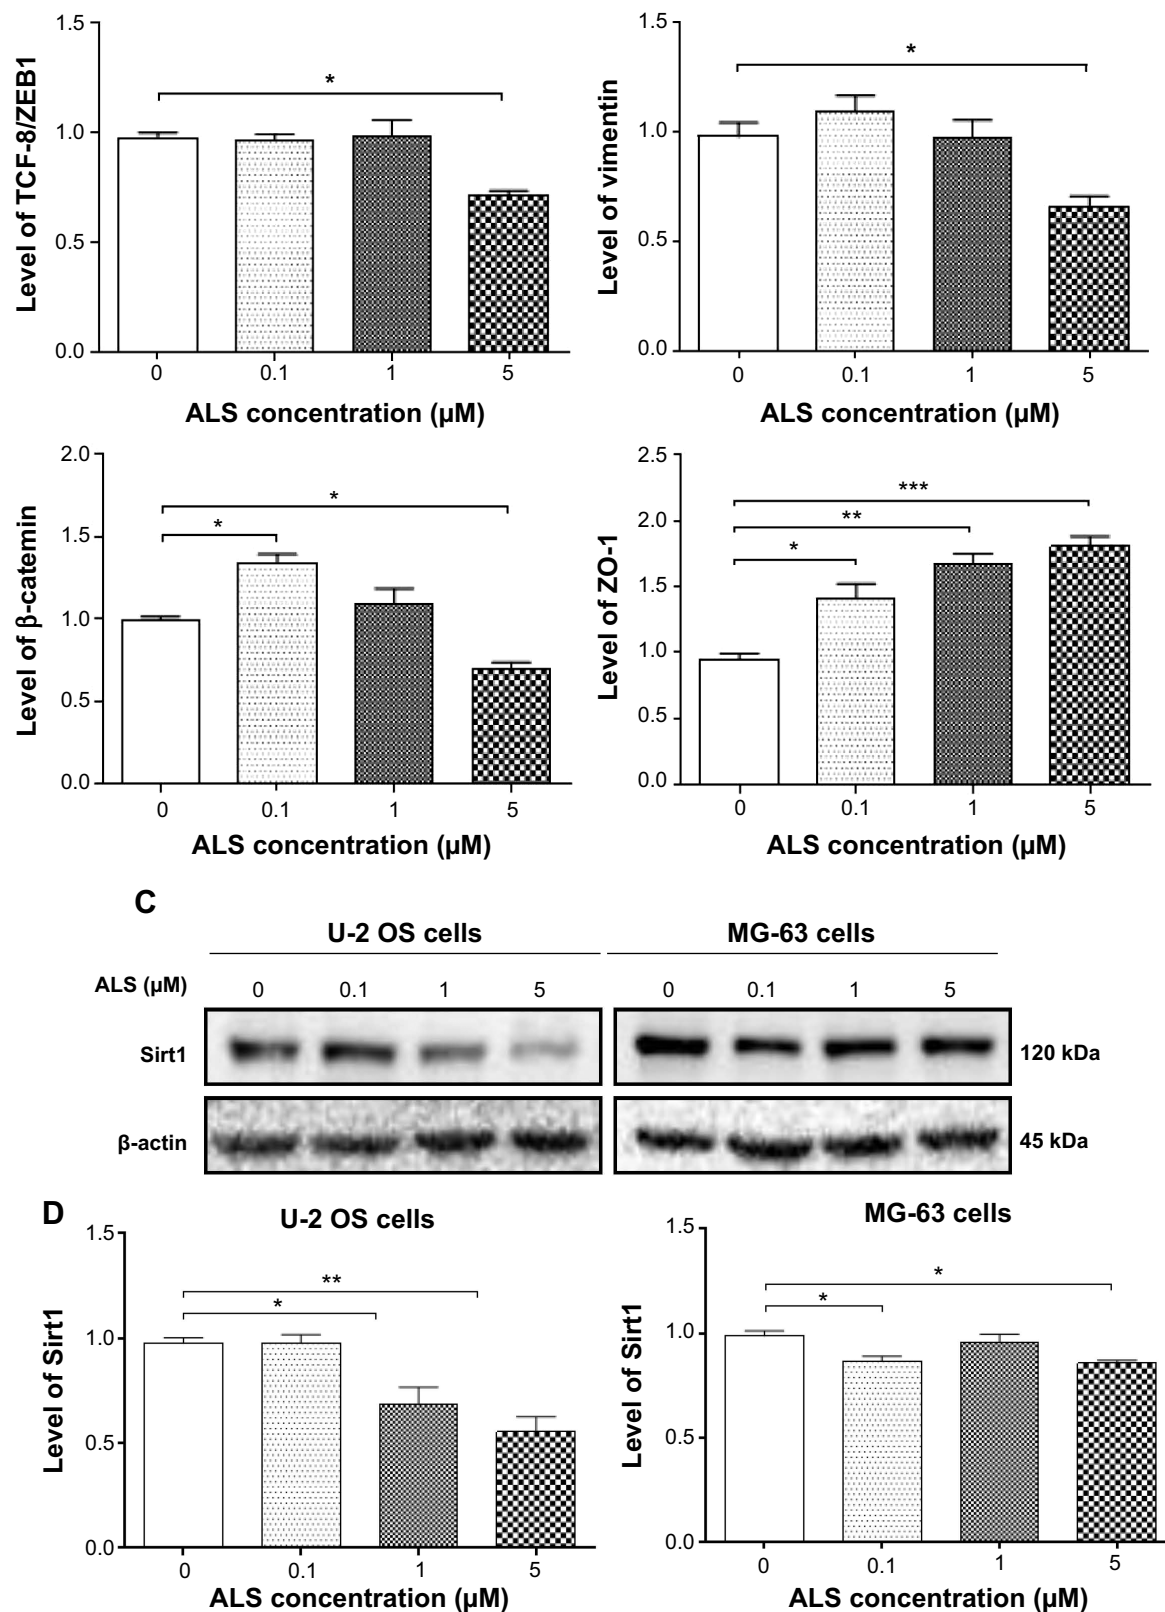 1.5
1.0
0.5
0.0
Level of TCF-8/ZEB1
*
0 0.1 1 5
ALS concentration (µM)
1.5
1.0
0.5
0.0
Level of vimentin
*
0 0.1 1 5
ALS concentration (µM)
2.0
1.5
1.0
0.5
0.0
Level of β-catemin
*
*
0 0.1 1 5
ALS concentration (µM)
2.5
2.0
1.5
1.0
0.5
0.0
Level of ZO-1
***
**
*
0 0.1 1 5
ALS concentration (µM)
C
U-2 OS cells MG-63 cells
ALS (µM) 0 0.1 1 5 0 0.1 1 5
Sirt1 120 kDa
β-actin 45 kDa
D
U-2 OS cells
1.5
1.0
0.5
0.0
Level of Sirt1
**
*
0 0.1 1 5
ALS concentration (µM)
MG-63 cells
1.5
1.0
0.5
0.0
Level of Sirt1
*
*
0 0.1 1 5
ALS concentration (µM)